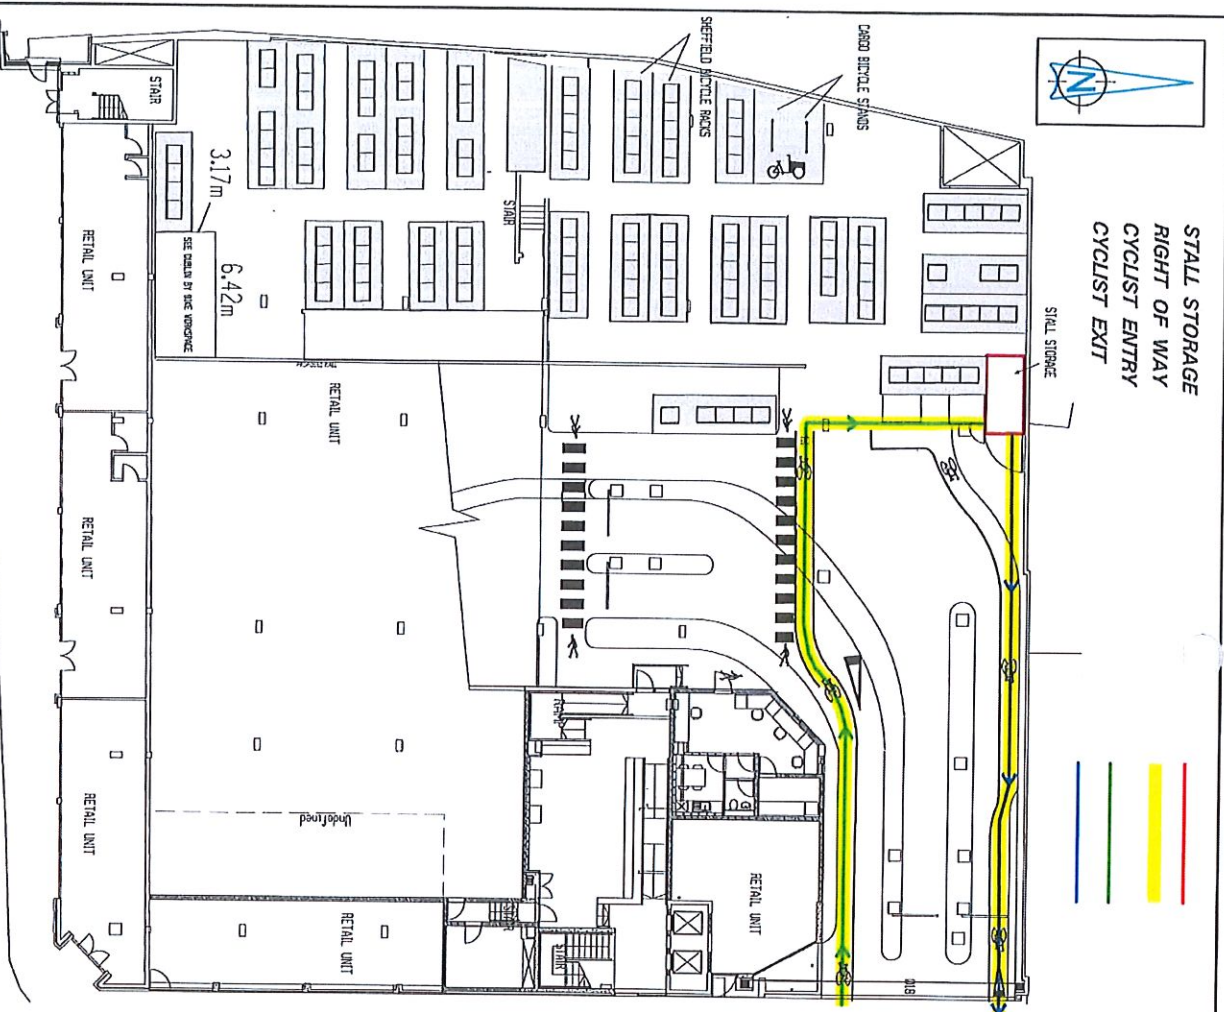 N
STALL STORAGE
RIGHT OF WAY
CYCLIST ENTRY
CYCLIST EXIT
CARGO BICYCLE STANDS
SHEFFIELD BICYCLE RACKS
STALL STORAGE
STAIR
STAIR
3.17m
6.42m
SEE DUBLIN BY BIKE WORKSPACE
RETAIL UNIT
RETAIL UNIT
RETAIL UNIT
RETAIL UNIT
RETAIL UNIT
RETAIL UNIT
Undefined
STAIR
STAIR